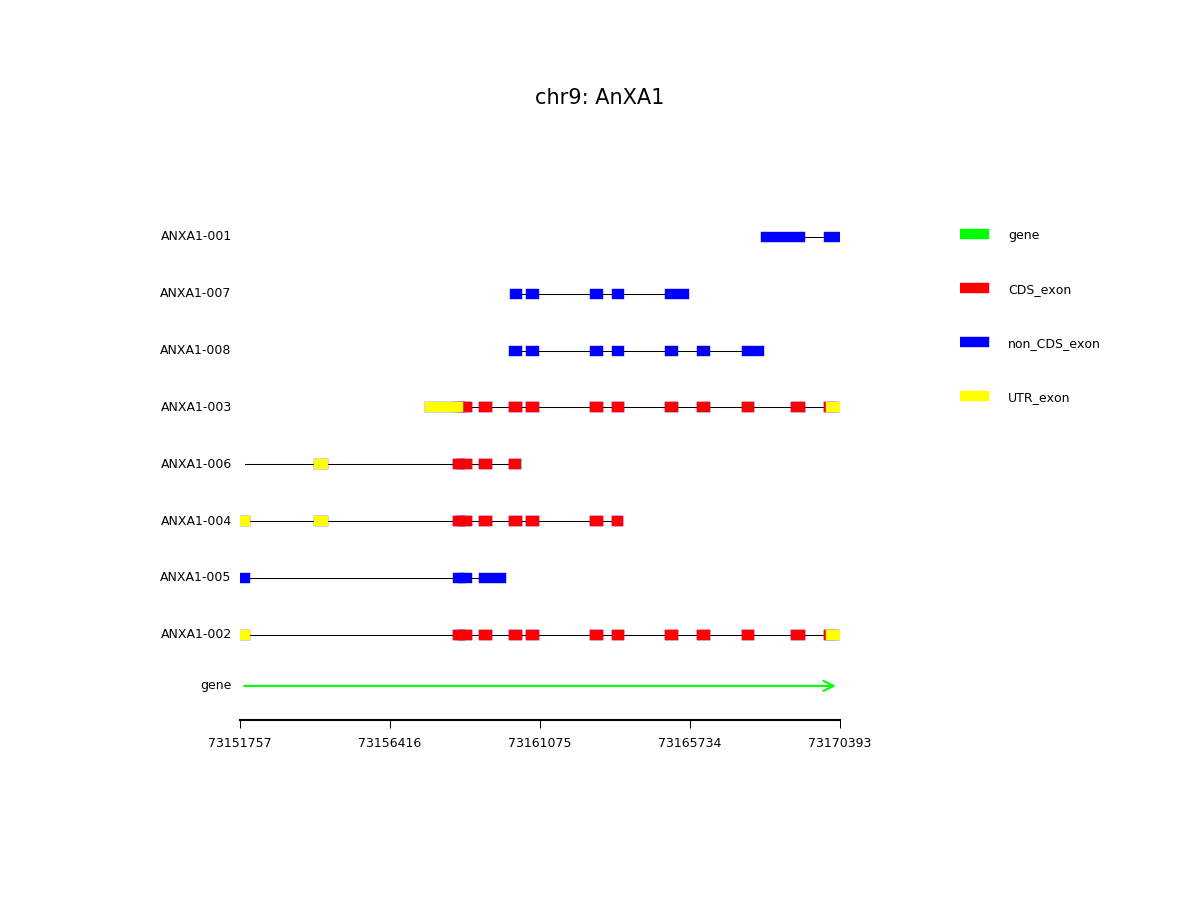 chr9: AnXA1
ANXA1-001
ANXA1-007
ANXA1-008
ANXA1-003
ANXA1-006
ANXA1-004
ANXA1-005
ANXA1-002
gene
73151757 73156416 73161075 73165734 73170393
gene
CDS_exon
non_CDS_exon
UTR_exon